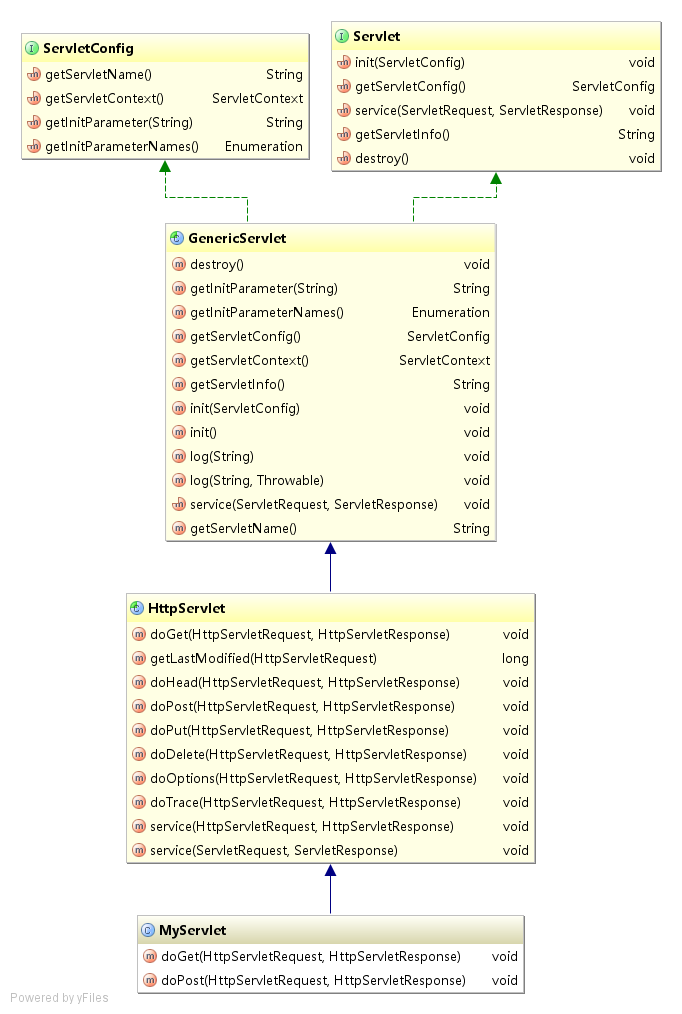 ServletConfig
getServletName() String
getServletContext() ServletContext
getInitParameter(String) String
getInitParameterNames() Enumeration
Servlet
init(ServletConfig) void
getServletConfig() ServletConfig
service(ServletRequest, ServletResponse) void
getServletInfo() String
destroy() void
GenericServlet
destroy() void
getInitParameter(String) String
getInitParameterNames() Enumeration
getServletConfig() ServletConfig
getServletContext() ServletContext
getServletInfo() String
init(ServletConfig) void
init() void
log(String) void
log(String, Throwable) void
service(ServletRequest, ServletResponse) void
getServletName() String
HttpServlet
doGet(HttpServletRequest, HttpServletResponse) void
getLastModified(HttpServletRequest) long
doHead(HttpServletRequest, HttpServletResponse) void
doPost(HttpServletRequest, HttpServletResponse) void
doPut(HttpServletRequest, HttpServletResponse) void
doDelete(HttpServletRequest, HttpServletResponse) void
doOptions(HttpServletRequest, HttpServletResponse) void
doTrace(HttpServletRequest, HttpServletResponse) void
service(HttpServletRequest, HttpServletResponse) void
service(ServletRequest, ServletResponse) void
MyServlet
doGet(HttpServletRequest, HttpServletResponse) void
doPost(HttpServletRequest, HttpServletResponse) void
Powered by yFiles